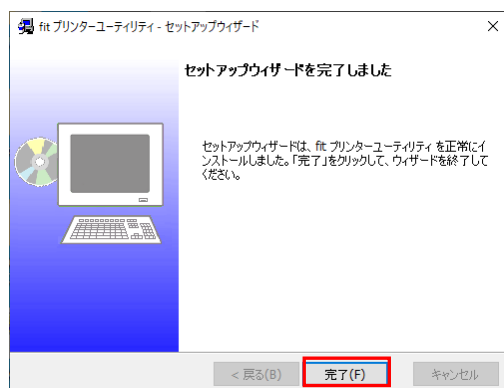 fit プリンターユーティリティ - セットアップウィザード
セットアップウィザードを完了しました
セットアップウィザードは、fit プリンターユーティリティ を正常にイ
ンストールしました。「完了」をクリックして、ウィザードを終了して
ください。
< 戻る(B) 完了(F) キャンセル